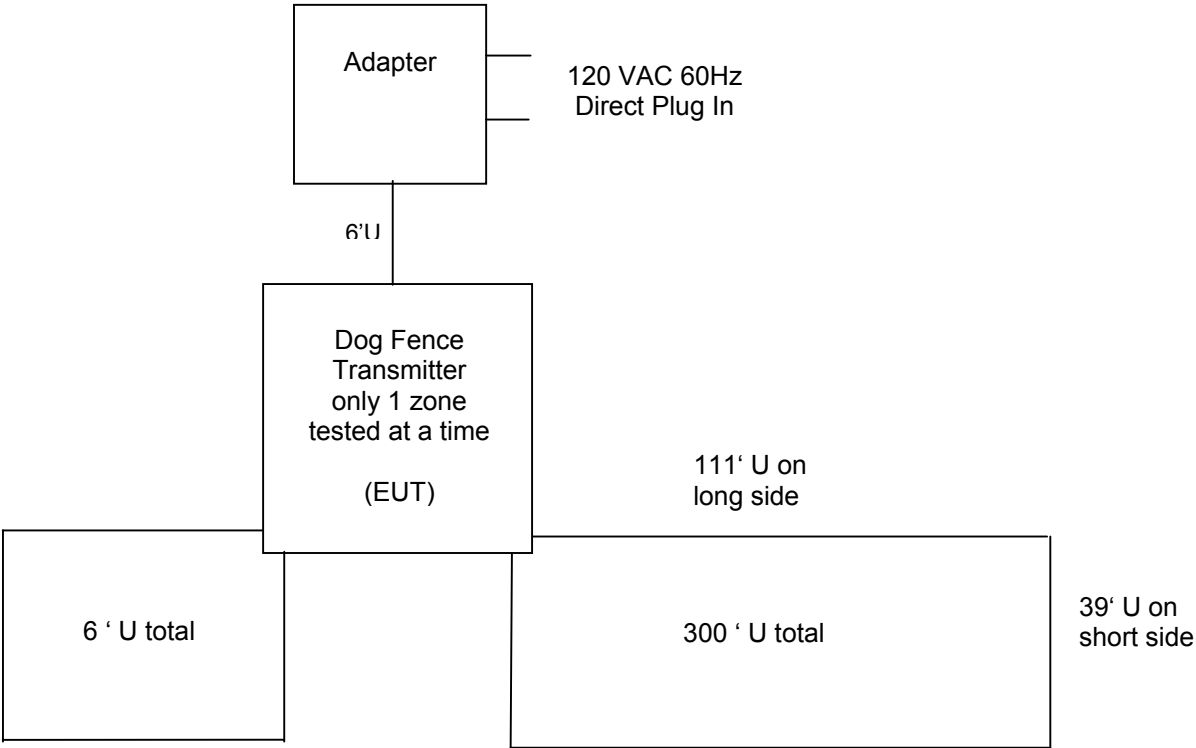 Adapter
120 VAC 60Hz
Direct Plug In
6’U
Dog Fence
Transmitter
only 1 zone
tested at a time
(EUT)
111‘ U on
long side
6 ‘ U total
300 ‘ U total
39‘ U on
short side